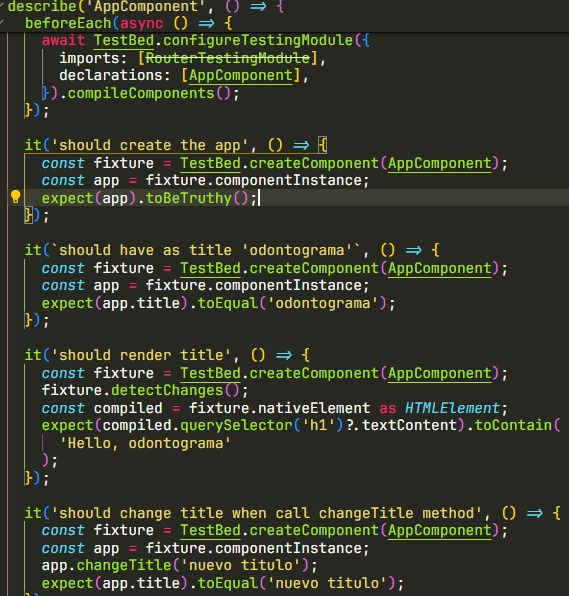 describe('AppComponent', () => {
beforeEach(async () => {
await TestBed.configureTestingModule({
imports: [RouterTestingModule],
declarations: [AppComponent],
}).compileComponents();
});
it('should create the app', () => {
const fixture = TestBed.createComponent(AppComponent);
const app = fixture.componentInstance;
expect(app).toBeTruthy();
});
it(`should have as title 'odontograma'`, () => {
const fixture = TestBed.createComponent(AppComponent);
const app = fixture.componentInstance;
expect(app.title).toEqual('odontograma');
});
it('should render title', () => {
const fixture = TestBed.createComponent(AppComponent);
fixture.detectChanges();
const compiled = fixture.nativeElement as HTMLElement;
expect(compiled.querySelector('h1')?.textContent).toContain(
'Hello, odontograma'
);
});
it('should change title when call changeTitle method', () => {
const fixture = TestBed.createComponent(AppComponent);
const app = fixture.componentInstance;
app.changeTitle('nuevo titulo');
expect(app.title).toEqual('nuevo titulo');